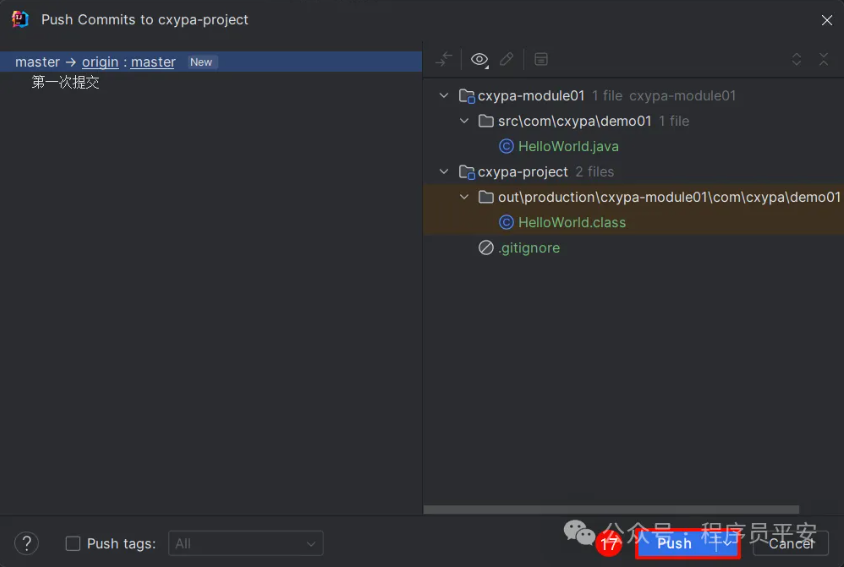 Push Commits to cxypa-project
master → origin : master New
第一次提交
cxypa-module01 1 file cxypa-module01
src\com\cxypa\demo01 1 file
HelloWorld.java
cxypa-project 2 files
out\production\cxypa-module01\com\cxypa\demo01
HelloWorld.class
.gitignore
? Push tags: All
公众号：程序员平安
17 Push Cancel